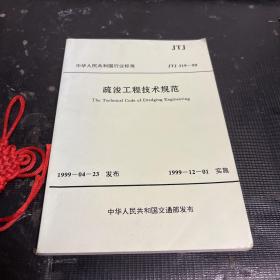 JTJ
中华人民共和国行业标准
JTJ 319—99
疏浚工程技术规范
The Technical Code of Dredging Engineering
1999—04—23 发布
1999—12—01 实施
中华人民共和国交通部发布